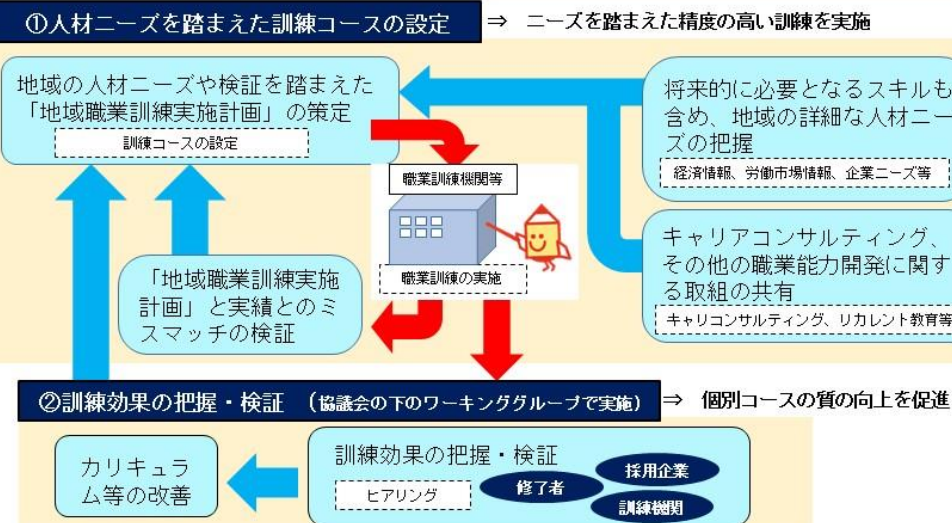 ①人材ニーズを踏まえた訓練コースの設定
⇒ ニーズを踏まえた精度の高い訓練を実施
地域の人材ニーズや検証を踏まえた
「地域職業訓練実施計画」の策定
訓練コースの設定
将来的に必要となるスキルも
含め、地域の詳細な人材ニー
ズの把握
経済情報、労働市場情報、企業ニーズ等
職業訓練機関等
職業訓練の実施
キャリアコンサルティング、
その他の職業能力開発に関す
る取組の共有
キャリコンサルティング、リカレント教育等
「地域職業訓練実施
計画」と実績とのミ
スマッチの検証
②訓練効果の把握・検証 (協議会の下のワーキンググループで実施)
⇒ 個別コースの質の向上を促進
カリキュラ
ム等の改善
訓練効果の把握・検証
ヒアリング
修了者
採用企業
訓練機関